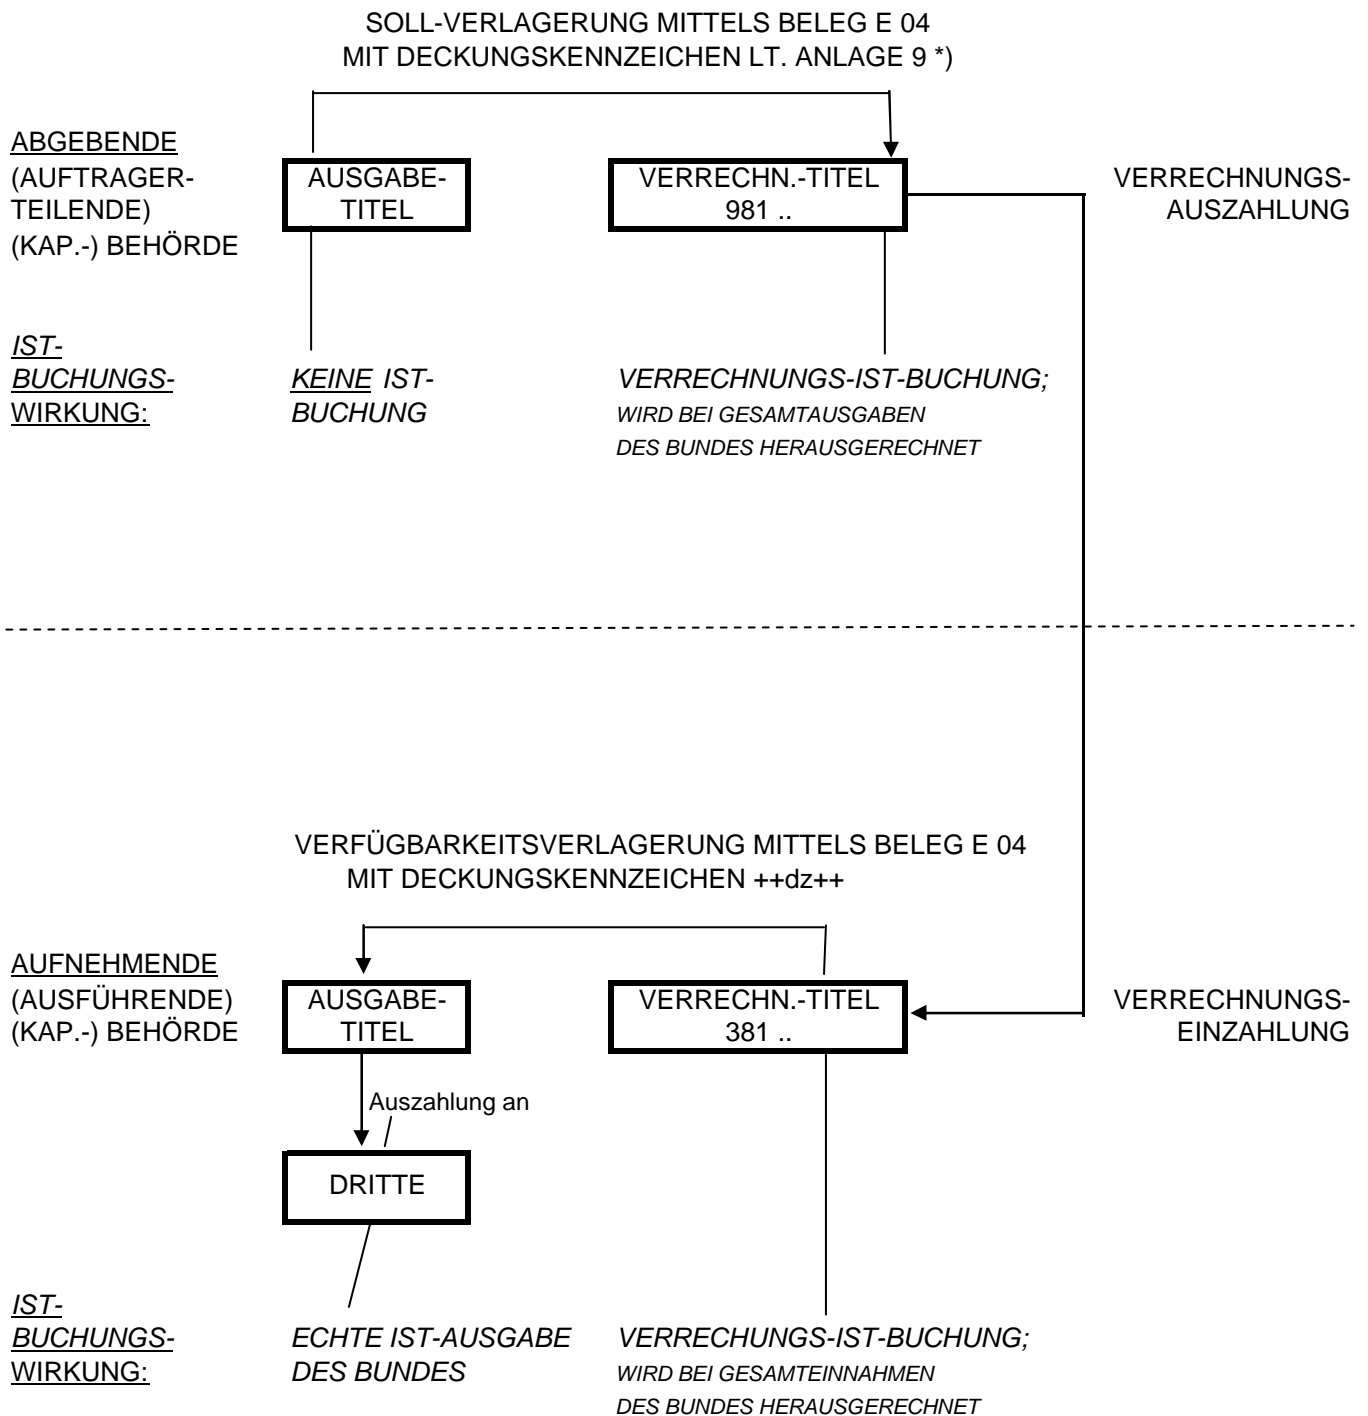 SOLL-VERLAGERUNG MITTELS BELEG E 04
MIT DECKUNGSKENNZEICHEN LT. ANLAGE 9 *)
ABGEBENDE
(AUFTRAGER-
TEILENDE)
(KAP.-) BEHÖRDE
AUSGABE-
TITEL
VERRECHN.-TITEL
981 ..
VERRECHNUNGS-
AUSZAHLUNG
IST-
BUCHUNGS-
WIRKUNG:
KEINE IST-
BUCHUNG
VERRECHNUNGS-IST-BUCHUNG;
WIRD BEI GESAMTAUSGABEN
DES BUNDES HERAUSGERECHNET
VERFÜGBARKEITSVERLAGERUNG MITTELS BELEG E 04
MIT DECKUNGSKENNZEICHEN ++dz++
AUFNEHMENDE
(AUSFÜHRENDE)
(KAP.-) BEHÖRDE
AUSGABE-
TITEL
VERRECHN.-TITEL
381 ..
VERRECHNUNGS-
EINZAHLUNG
Auszahlung an
DRITTE
IST-
BUCHUNGS-
WIRKUNG:
ECHTE IST-AUSGABE
DES BUNDES
VERRECHUNGS-IST-BUCHUNG;
WIRD BEI GESAMTEINNAHMEN
DES BUNDES HERAUSGERECHNET